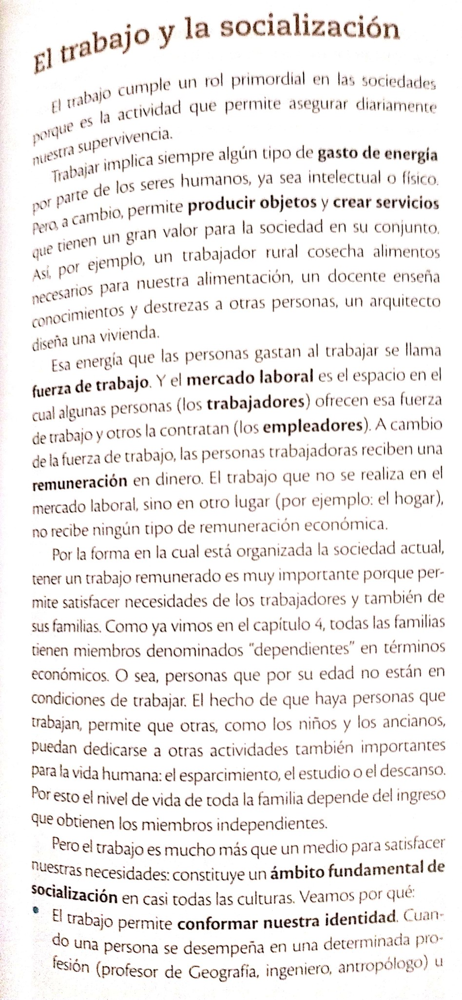 El trabajo y la socialización
El trabajo cumple un rol primordial en las sociedades
porque es la actividad que permite asegurar diariamente
nuestra supervivencia.
Trabajar implica siempre algún tipo de gasto de energía
por parte de los seres humanos, ya sea intelectual o físico.
Pero, a cambio, permite producir objetos y crear servicios
que tienen un gran valor para la sociedad en su conjunto.
Así, por ejemplo, un trabajador rural cosecha alimentos
necesarios para nuestra alimentación, un docente enseña
conocimientos y destrezas a otras personas, un arquitecto
diseña una vivienda.
Esa energía que las personas gastan al trabajar se llama
fuerza de trabajo. Y el mercado laboral es el espacio en el
cual algunas personas (los trabajadores) ofrecen esa fuerza
de trabajo y otros la contratan (los empleadores). A cambio
de la fuerza de trabajo, las personas trabajadoras reciben una
remuneración en dinero. El trabajo que no se realiza en el
mercado laboral, sino en otro lugar (por ejemplo: el hogar),
no recibe ningún tipo de remuneración económica.
Por la forma en la cual está organizada la sociedad actual,
tener un trabajo remunerado es muy importante porque per-
mite satisfacer necesidades de los trabajadores y también de
sus familias. Como ya vimos en el capítulo 4, todas las familias
tienen miembros denominados "dependientes" en términos
económicos. O sea, personas que por su edad no están en
condiciones de trabajar. El hecho de que haya personas que
trabajan, permite que otras, como los niños y los ancianos,
puedan dedicarse a otras actividades también importantes
para la vida humana: el esparcimiento, el estudio o el descanso.
Por esto el nivel de vida de toda la familia depende del ingreso
que obtienen los miembros independientes.
Pero el trabajo es mucho más que un medio para satisfacer
nuestras necesidades: constituye un ámbito fundamental de
socialización en casi todas las culturas. Veamos por qué:
• El trabajo permite conformar nuestra identidad. Cuan-
do una persona se desempeña en una determinada pro-
fesión (profesor de Geografía, ingeniero, antropólogo) u